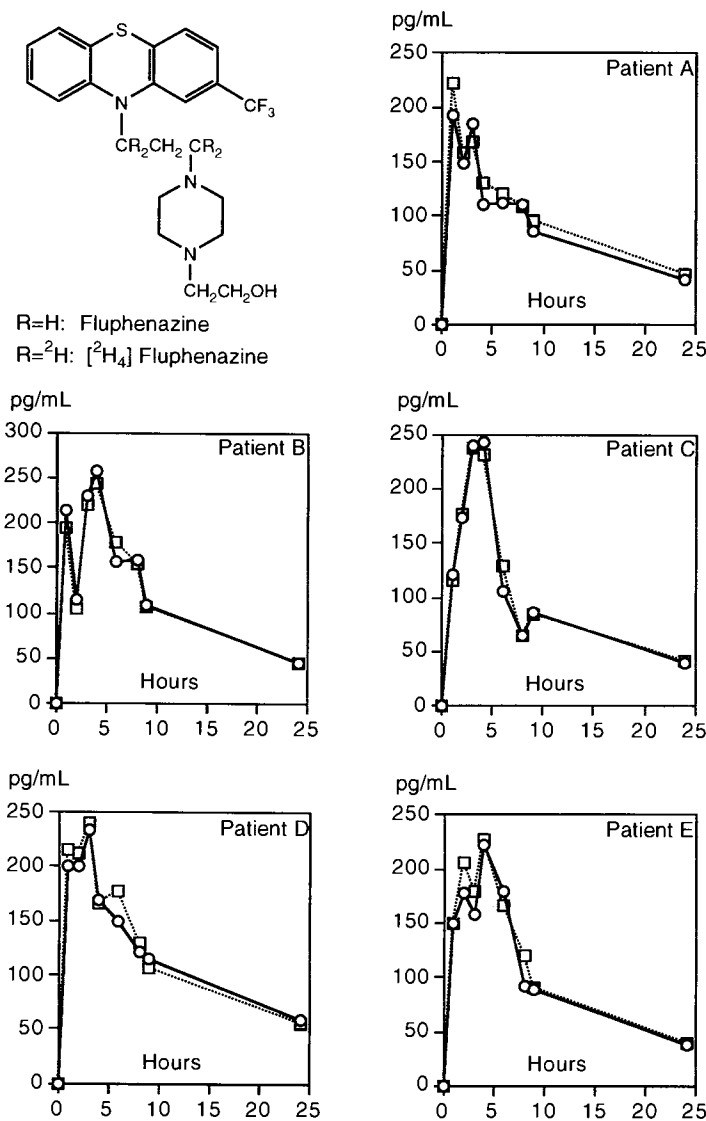 S
N
CF₃
CR₂CH₂CR₂
N
N
CH₂CH₂OH
R=H: Fluphenazine
R=²H: [²H₄] Fluphenazine
pg/mL
Patient A
250
200
150
100
50
0
Hours
0 5 10 15 20 25
pg/mL
Patient B
300
250
200
150
100
50
0
Hours
0 5 10 15 20 25
pg/mL
Patient C
250
200
150
100
50
0
Hours
0 5 10 15 20 25
pg/mL
Patient D
250
200
150
100
50
0
Hours
0 5 10 15 20 25
pg/mL
Patient E
250
200
150
100
50
0
Hours
0 5 10 15 20 25